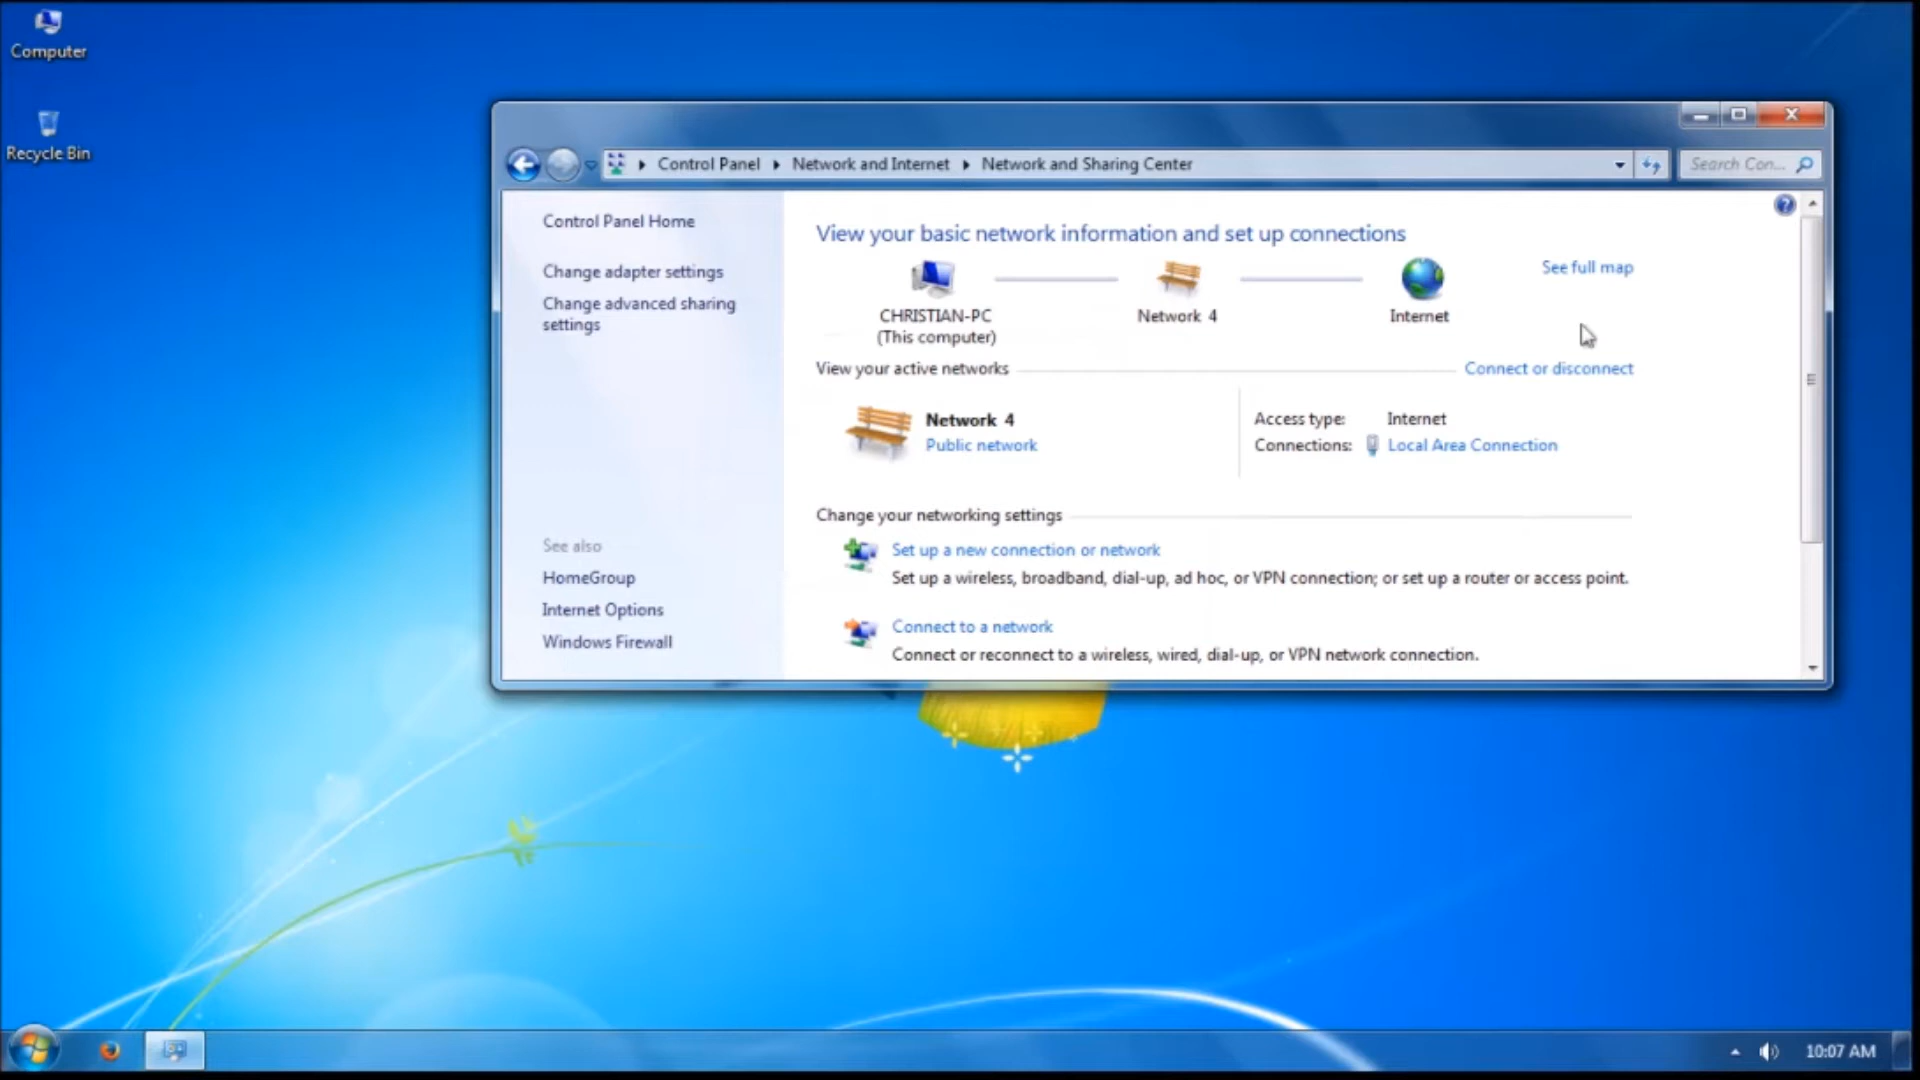 Computer
Recycle Bin
Control Panel Network and Internet Network and Sharing Center
Search Con...
Control Panel Home
Change adapter settings
Change advanced sharing
settings
See also
HomeGroup
Internet Options
Windows Firewall
View your basic network information and set up connections
See full map
CHRISTIAN-PC
(This computer)
Network 4
Internet
View your active networks
Connect or disconnect
Network 4
Public network
Access type: Internet
Connections: Local Area Connection
Change your networking settings
Set up a new connection or network
Set up a wireless, broadband, dial-up, ad hoc, or VPN connection; or set up a router or access point.
Connect to a network
Connect or reconnect to a wireless, wired, dial-up, or VPN network connection.
10:07 AM